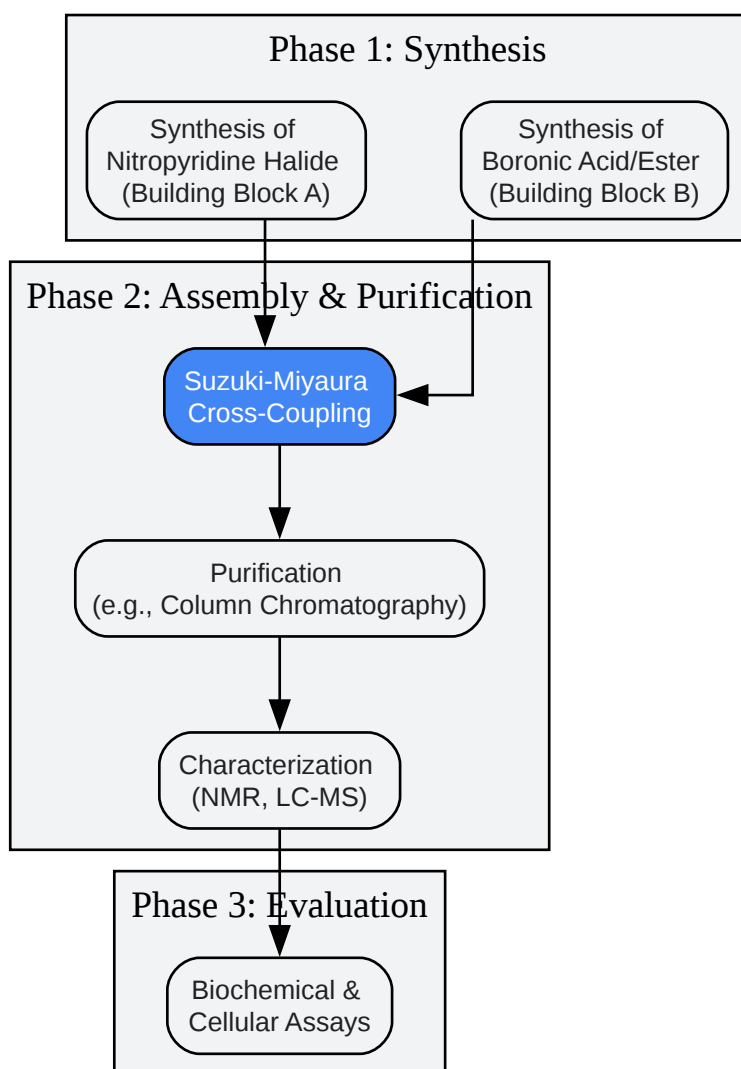 Phase 1: Synthesis
Synthesis of
Nitropyridine Halide
(Building Block A)
Synthesis of
Boronic Acid/Ester
(Building Block B)
Phase 2: Assembly & Purification
Suzuki-Miyaura
Cross-Coupling
Purification
(e.g., Column Chromatography)
Characterization
(NMR, LC-MS)
Phase 3: Evaluation
Biochemical &
Cellular Assays